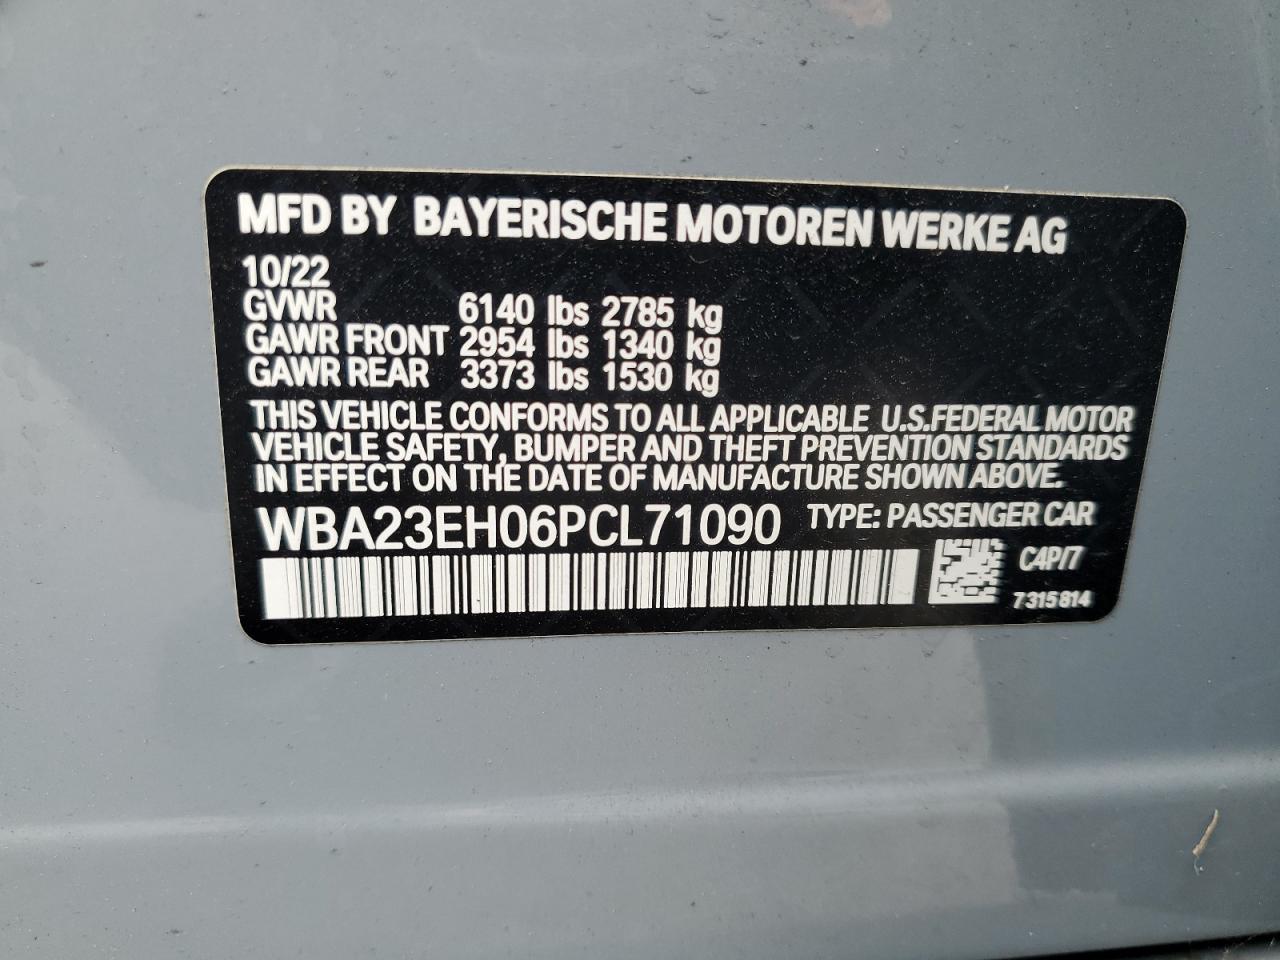 MFD BY BAYERISCHE MOTOREN WERKE AG
10/22
GVWR 6140 lbs 2785 kg
GAWR FRONT 2954 lbs 1340 kg
GAWR REAR 3373 lbs 1530 kg
THIS VEHICLE CONFORMS TO ALL APPLICABLE U.S.FEDERAL MOTOR
VEHICLE SAFETY, BUMPER AND THEFT PREVENTION STANDARDS
IN EFFECT ON THE DATE OF MANUFACTURE SHOWN ABOVE.
WBA23EH06PCL71090 TYPE: PASSENGER CAR
C4P/7
7315814